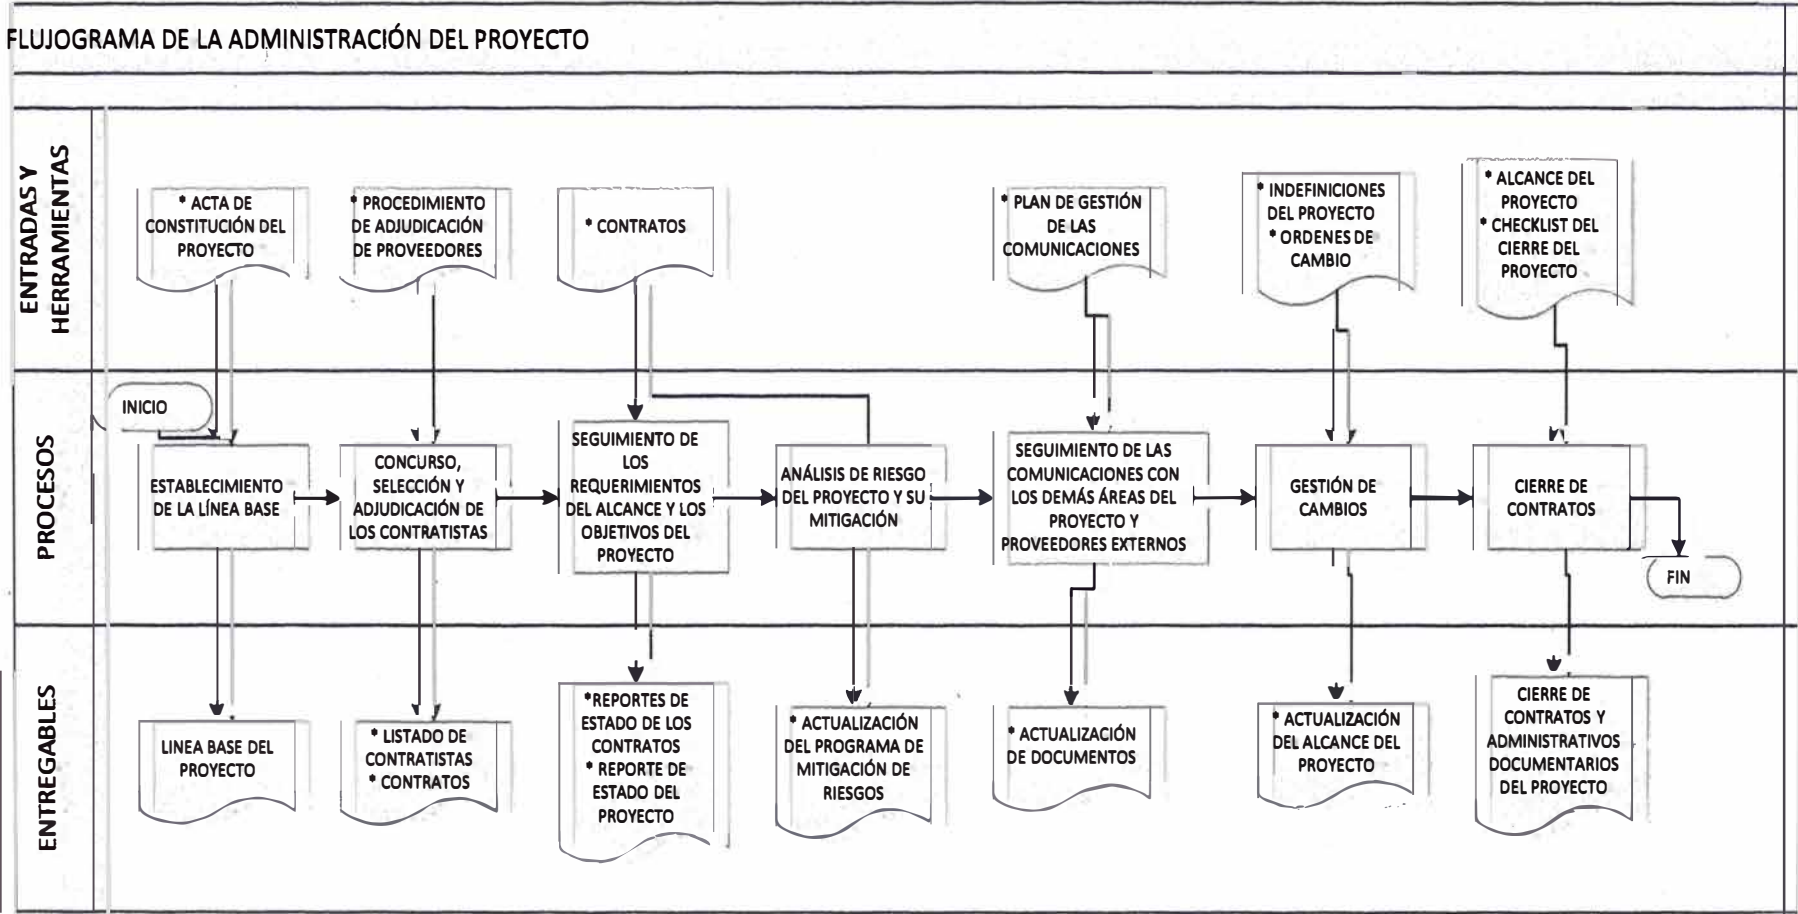 FLUJOGRAMA DE LA ADMINISTRACIÓN DEL PROYECTO
ENTRADAS Y
HERRAMIENTAS
* ACTA DE
CONSTITUCIÓN DEL
PROYECTO
* PROCEDIMIENTO
DE ADJUDICACIÓN
DE PROVEEDORES
* CONTRATOS
* PLAN DE GESTIÓN
DE LAS
COMUNICACIONES
* INDEFINICIONES
DEL PROYECTO
* ORDENES DE
CAMBIO
* ALCANCE DEL
PROYECTO
* CHECKLIST DEL
CIERRE DEL
PROYECTO
PROCESOS
INICIO
ESTABLECIMIENTO
DE LA LÍNEA BASE
CONCURSO,
SELECCIÓN Y
ADJUDICACIÓN DE
LOS CONTRATISTAS
SEGUIMIENTO DE
LOS
REQUERIMIENTOS
DEL ALCANCE Y LOS
OBJETIVOS DEL
PROYECTO
ANÁLISIS DE RIESGO
DEL PROYECTO Y SU
MITIGACIÓN
SEGUIMIENTO DE LAS
COMUNICACIONES CON
LOS DEMÁS ÁREAS DEL
PROYECTO Y
PROVEEDORES EXTERNOS
GESTIÓN DE
CAMBIOS
CIERRE DE
CONTRATOS
FIN
ENTREGABLES
LINEA BASE DEL
PROYECTO
* LISTADO DE
CONTRATISTAS
* CONTRATOS
*REPORTES DE
ESTADO DE LOS
CONTRATOS
* REPORTE DE
ESTADO DEL
PROYECTO
* ACTUALIZACIÓN
DEL PROGRAMA DE
MITIGACIÓN DE
RIESGOS
* ACTUALIZACIÓN
DE DOCUMENTOS
* ACTUALIZACIÓN
DEL ALCANCE DEL
PROYECTO
CIERRE DE
CONTRATOS Y
ADMINISTRATIVOS
DOCUMENTARIOS
DEL PROYECTO